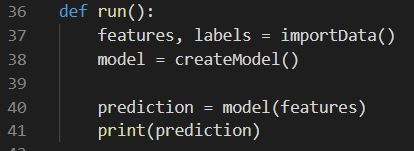 36 def run():
37 features, labels = importData()
38 model = createModel()
39
40 prediction = model(features)
41 print(prediction)